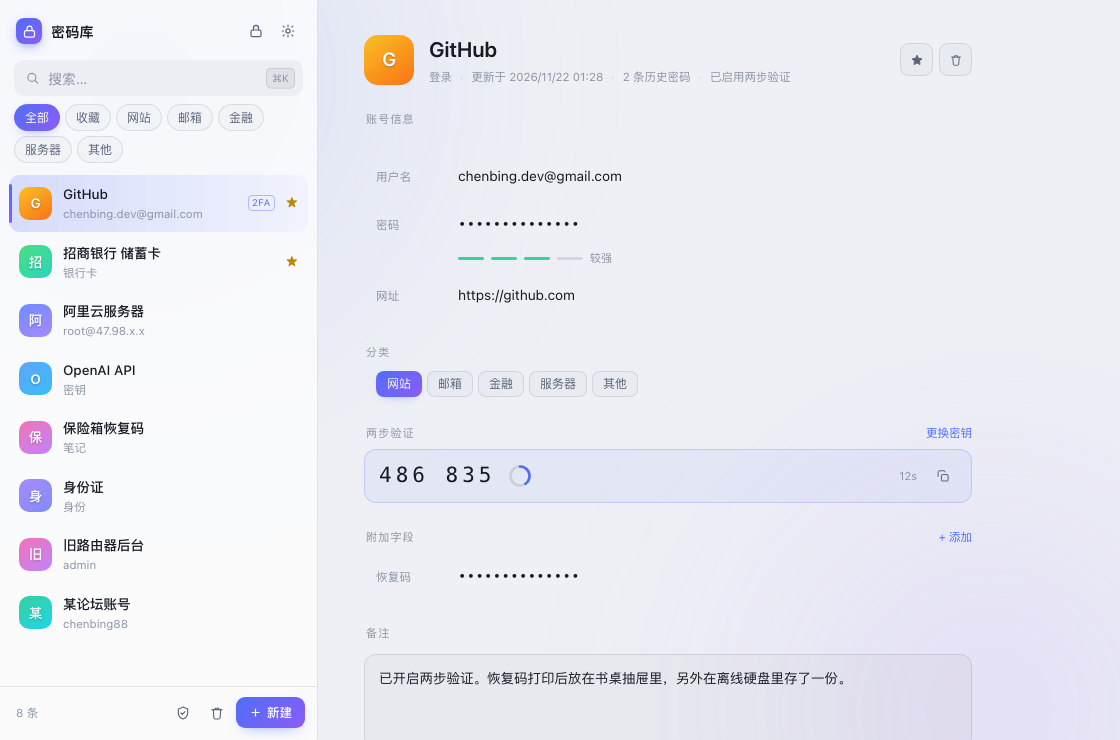 密码库
搜索...
⌘K
全部 收藏 网站 邮箱 金融
服务器 其他
G
GitHub
chenbing.dev@gmail.com
2FA
招
招商银行 储蓄卡
银行卡
阿
阿里云服务器
root@47.98.x.x
O
OpenAI API
密钥
保
保险箱恢复码
笔记
身
身份证
身份
旧
旧路由器后台
admin
某
某论坛账号
chenbing88
8 条
+ 新建
G
GitHub
登录 · 更新于 2026/11/22 01:28 · 2 条历史密码 · 已启用两步验证
账号信息
用户名 chenbing.dev@gmail.com
密码 ••••••••••••••
较强
网址 https://github.com
分类
网站 邮箱 金融 服务器 其他
两步验证 更换密钥
486 835 12s
附加字段 + 添加
恢复码 ••••••••••••••
备注
已开启两步验证。恢复码打印后放在书桌抽屉里，另外在离线硬盘里存了一份。